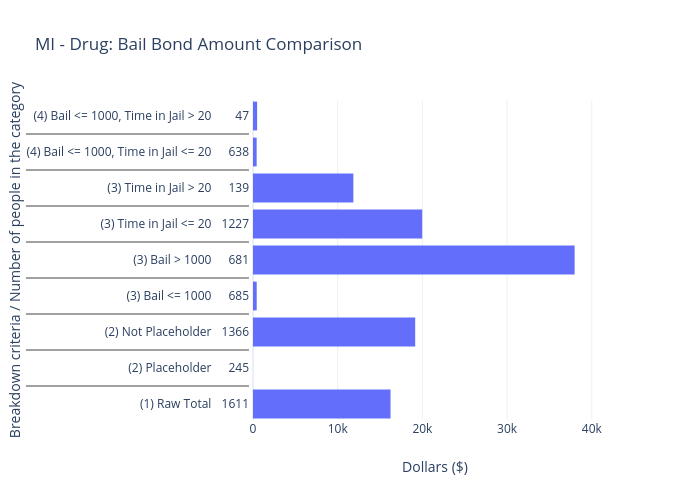 MI - Drug: Bail Bond Amount Comparison
Breakdown criteria / Number of people in the category
(4) Bail <= 1000, Time in Jail > 20 47
(4) Bail <= 1000, Time in Jail <= 20 638
(3) Time in Jail > 20 139
(3) Time in Jail <= 20 1227
(3) Bail > 1000 681
(3) Bail <= 1000 685
(2) Not Placeholder 1366
(2) Placeholder 245
(1) Raw Total 1611
0 10k 20k 30k 40k
Dollars ($)